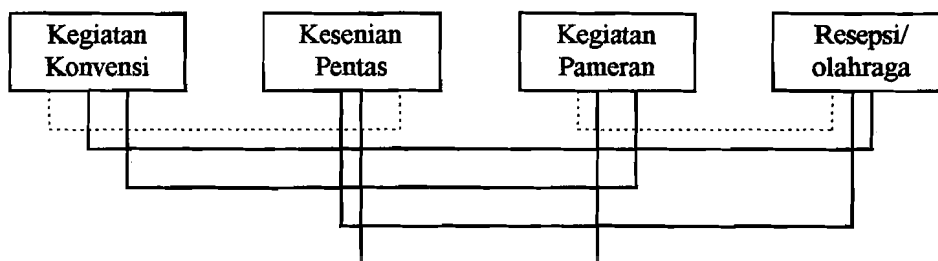 Kegiatan
Konvensi
Kesenian
Pentas
Kegiatan
Pameran
Resepsi/
olahraga